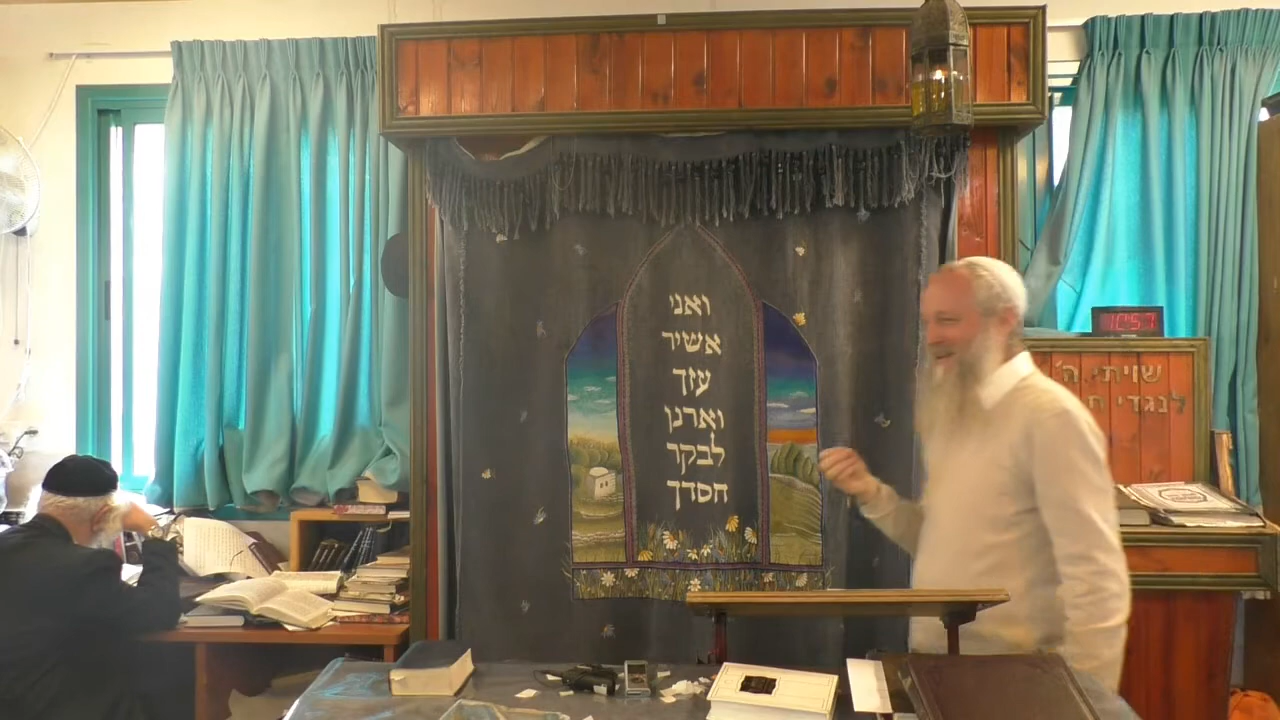 ואני
אשיר
עזך
וארנן
לבקר
חסדך
10:57
שויתי ה'
לנגדי